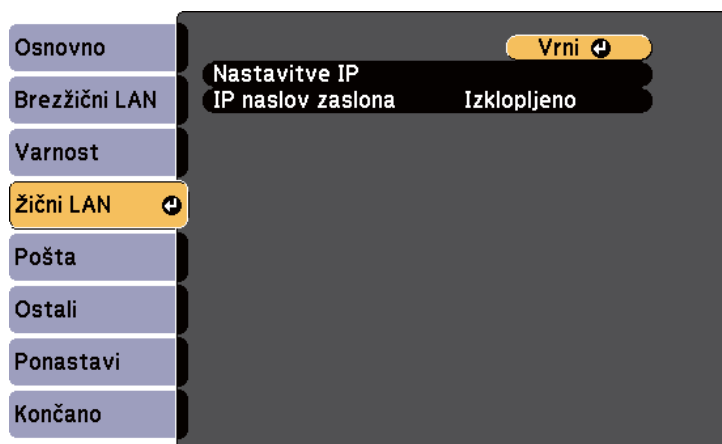 Osnovno
Brezžični LAN
Varnost
Žični LAN
Pošta
Ostali
Ponastavi
Končano
Vrni
Nastavitve IP
IP naslov zaslona Izklopljeno